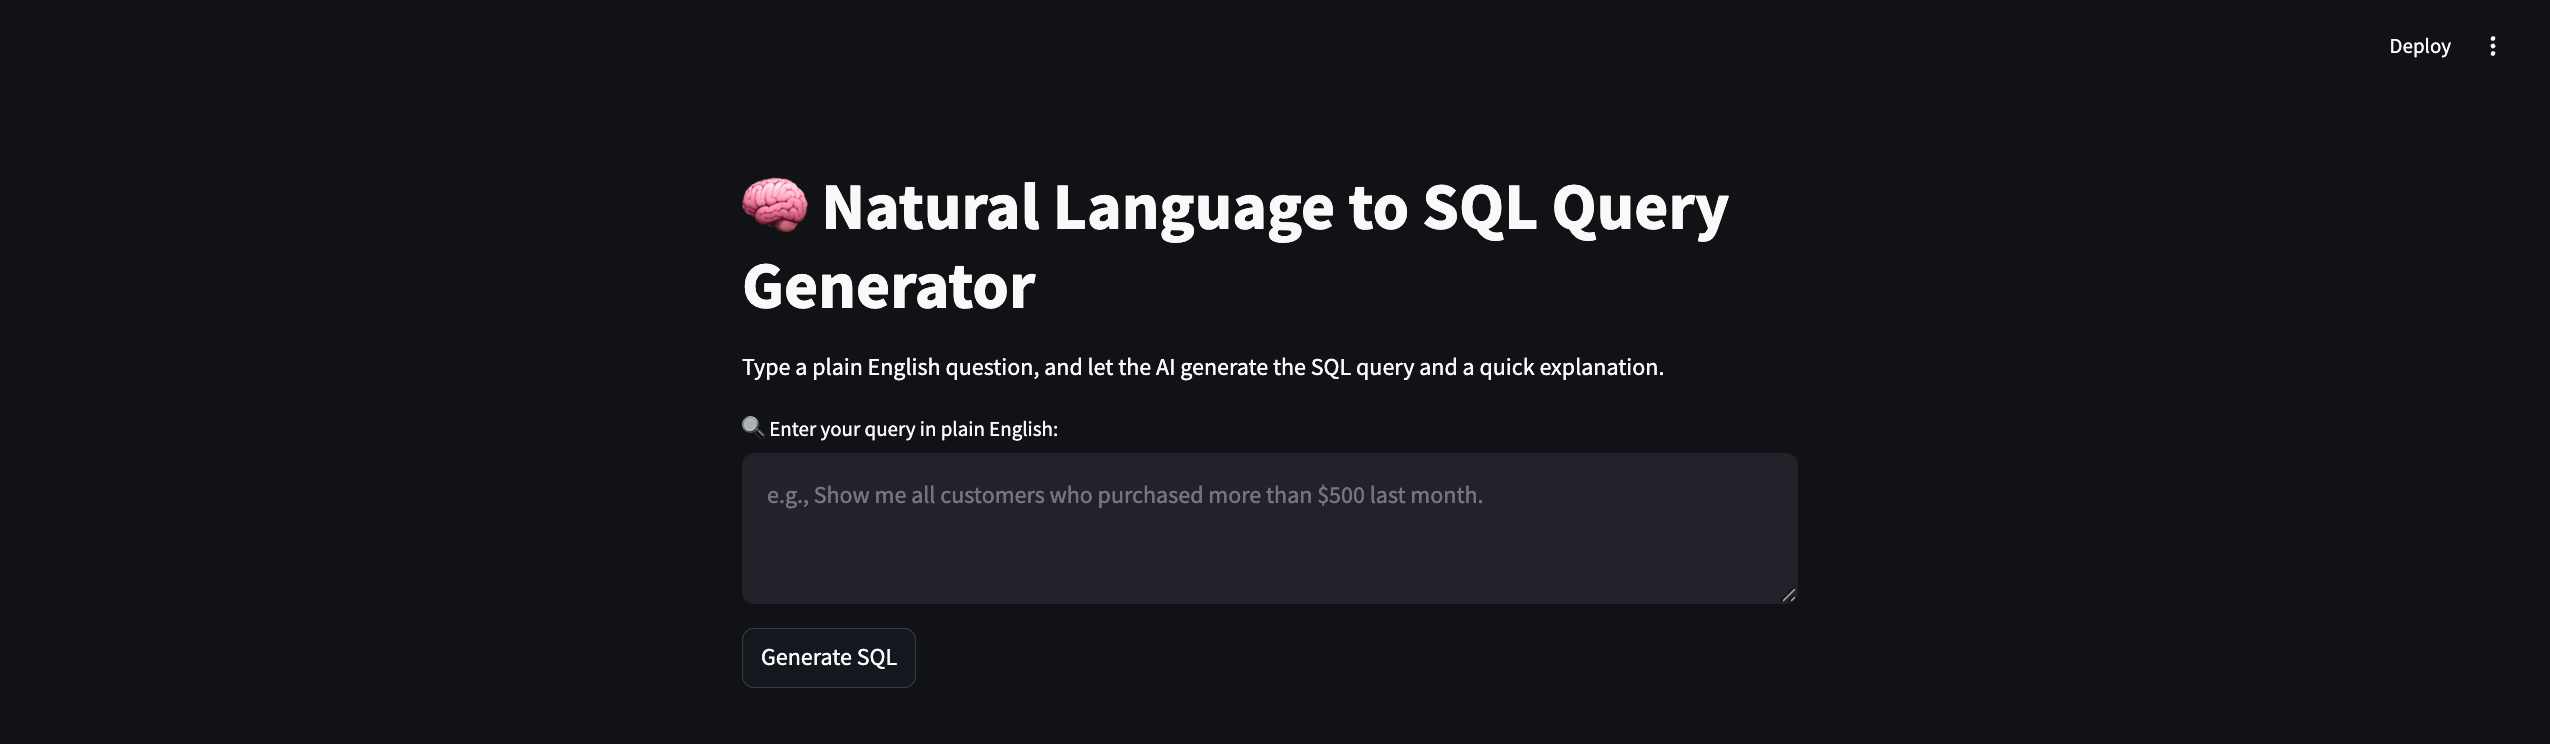 Deploy
🧠 Natural Language to SQL Query
Generator
Type a plain English question, and let the AI generate the SQL query and a quick explanation.
🔍 Enter your query in plain English:
e.g., Show me all customers who purchased more than $500 last month.
Generate SQL